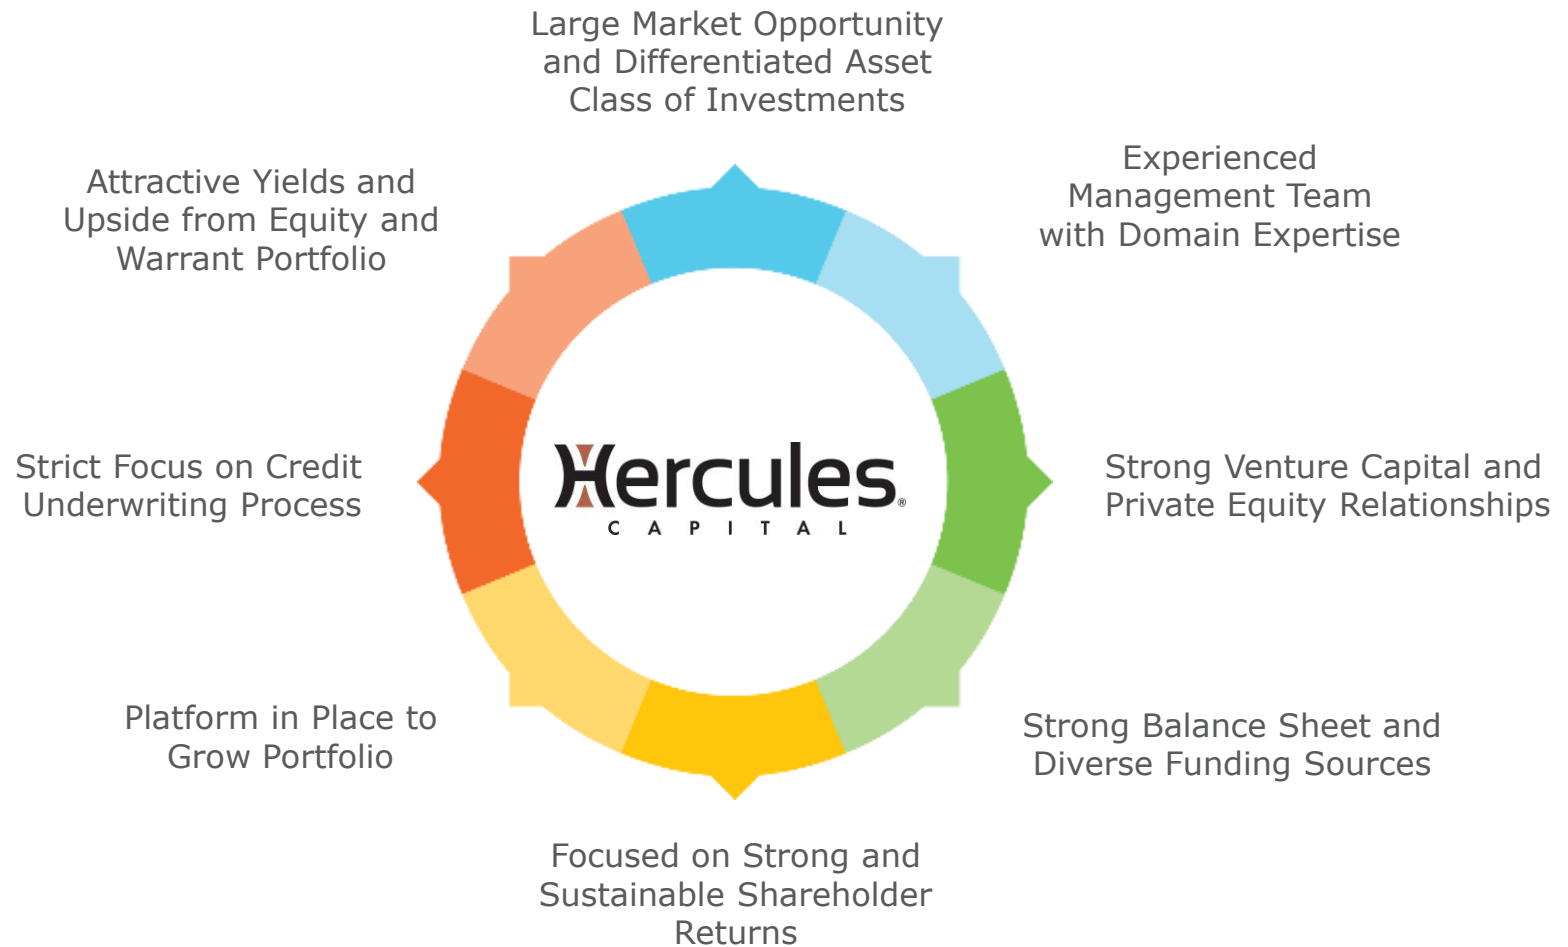 Large Market Opportunity
and Differentiated Asset
Class of Investments
Experienced
Management Team
with Domain Expertise
Attractive Yields and
Upside from Equity and
Warrant Portfolio
Strict Focus on Credit
Underwriting Process
Hercules®
CAPITAL
Strong Venture Capital and
Private Equity Relationships
Platform in Place to
Grow Portfolio
Strong Balance Sheet and
Diverse Funding Sources
Focused on Strong and
Sustainable Shareholder
Returns